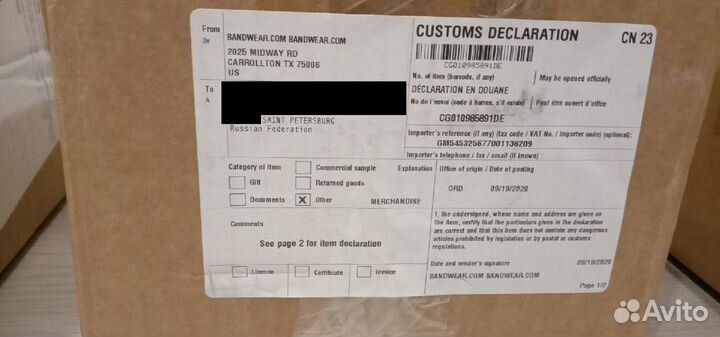 From
De
BANDWEAR.COM BANDWEAR.COM
2025 MIDWAY RD
CARROLLTON TX 75006
US
To
A
SAINT PETERSBURG
Russian Federation
CUSTOMS DECLARATION
CN 23
CG010985891DE
No. of item (barcode, if any)
May be opened officially
DÉCLARATION EN DOUANE
No de l'envoi (code à barres, s'il existe)
Peut être ouvert d'office
CG010985891DE
Importer's reference (if any) (tax code / VAT No. / importer code) (optional):
GM545325677001136209
Importer's telephone / fax / email (if known) :
Category of item
Commercial sample
Explanation
Gift
Returned goods
Documents
X Other
MERCHANDISE
Office of origin / Date of posting
ORD 09/19/2020
Comments
See page 2 for item declaration
License
Certificate
Invoice
I, the undersigned, whose name and address are given on
the item, certify that the particulars given in the declaration
are correct and that this item does not contain any dangerous
articles prohibited by legislation or by postal or customs
regulations.
Date and sender's signature
09/19/2020
BANDWEAR.COM BANDWEAR.COM
Page 1/2
Avito